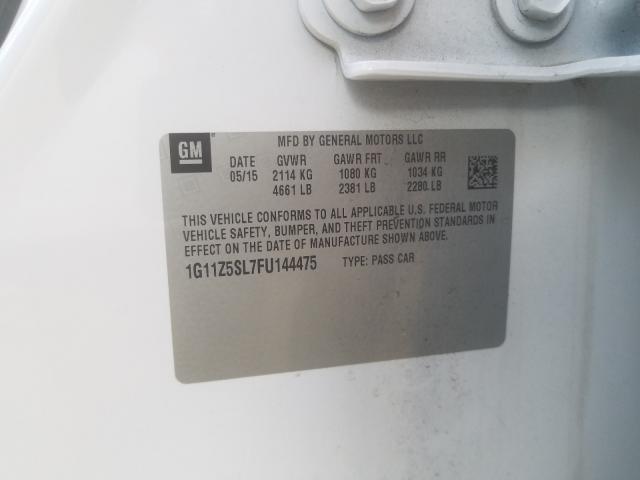 GM
MFD BY GENERAL MOTORS LLC
DATE GVWR GAWR FRT GAWR RR
05/15 2114 KG 1080 KG 1034 KG
4661 LB 2381 LB 2280 LB
THIS VEHICLE CONFORMS TO ALL APPLICABLE U.S. FEDERAL MOTOR
VEHICLE SAFETY, BUMPER, AND THEFT PREVENTION STANDARDS IN
EFFECT ON THE DATE OF MANUFACTURE SHOWN ABOVE.
1G11Z5SL7FU144475 TYPE: PASS CAR